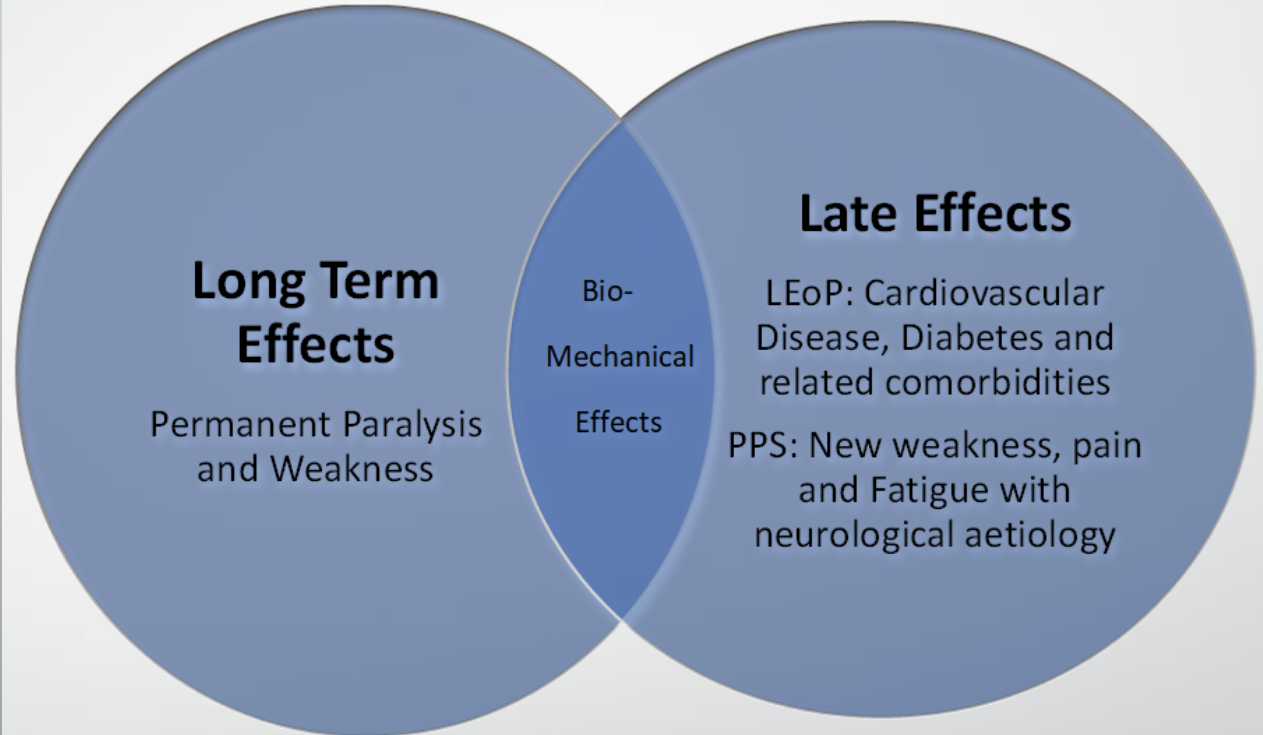 Long Term
Effects
Permanent Paralysis
and Weakness
Bio-
Mechanical
Effects
Late Effects
LEoP: Cardiovascular
Disease, Diabetes and
related comorbidities
PPS: New weakness, pain
and Fatigue with
neurological aetiology